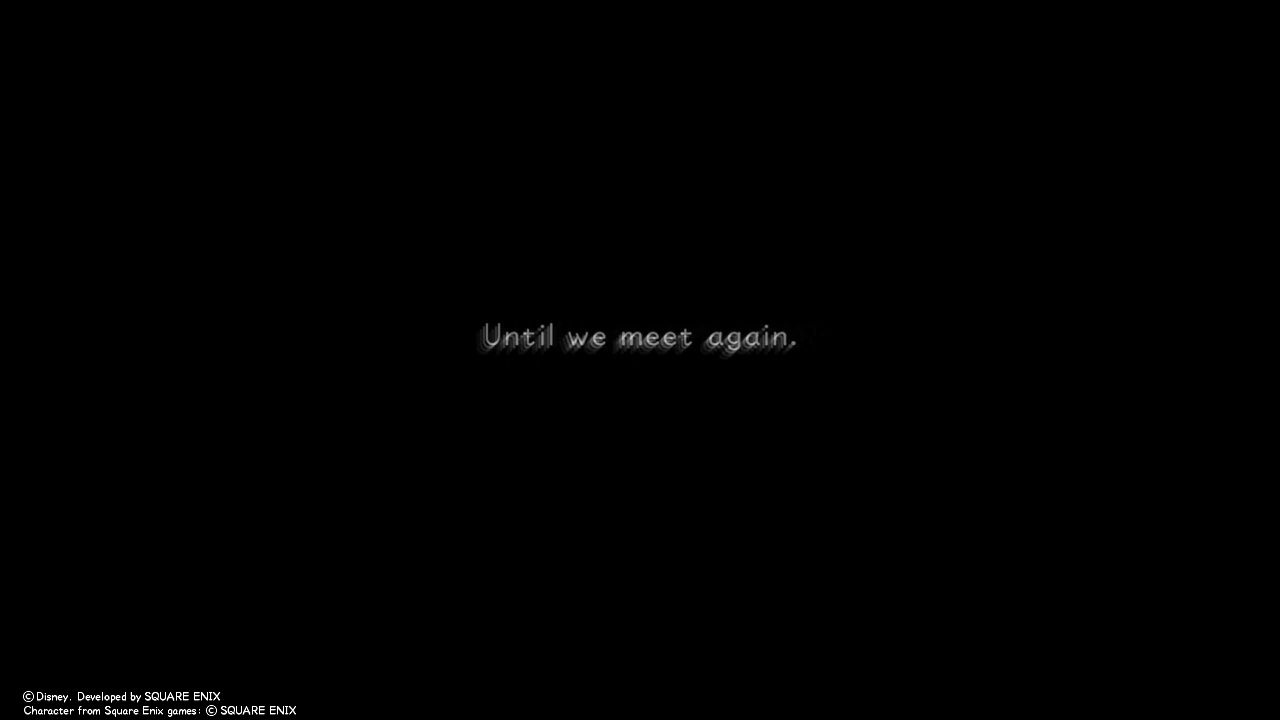 Until we meet again.
©Disney. Developed by SQUARE ENIX
Character from Square Enix games: © SQUARE ENIX